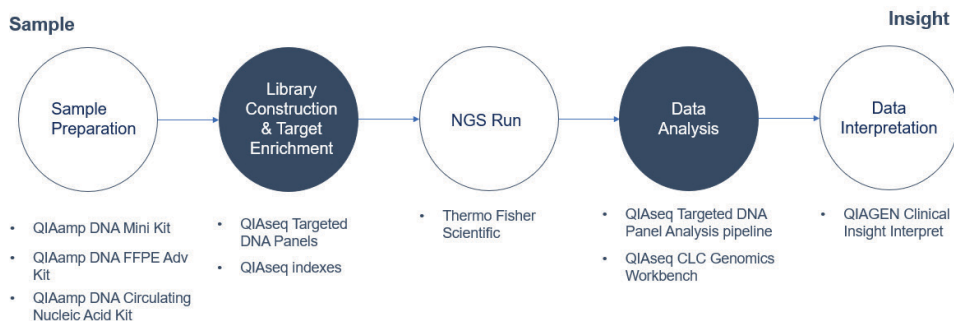 Sample
Insight
Sample
Preparation
Library
Construction
& Target
Enrichment
NGS Run
Data
Analysis
Data
Interpretation
• QIAamp DNA Mini Kit
• QIAamp DNA FFPE Adv
Kit
• QIAamp DNA Circulating
Nucleic Acid Kit
• QIAseq Targeted
DNA Panels
• QIAseq indexes
• Thermo Fisher
Scientific
• QIAseq Targeted DNA
Panel Analysis pipeline
• QIAseq CLC Genomics
Workbench
• QIAGEN Clinical
Insight Interpret